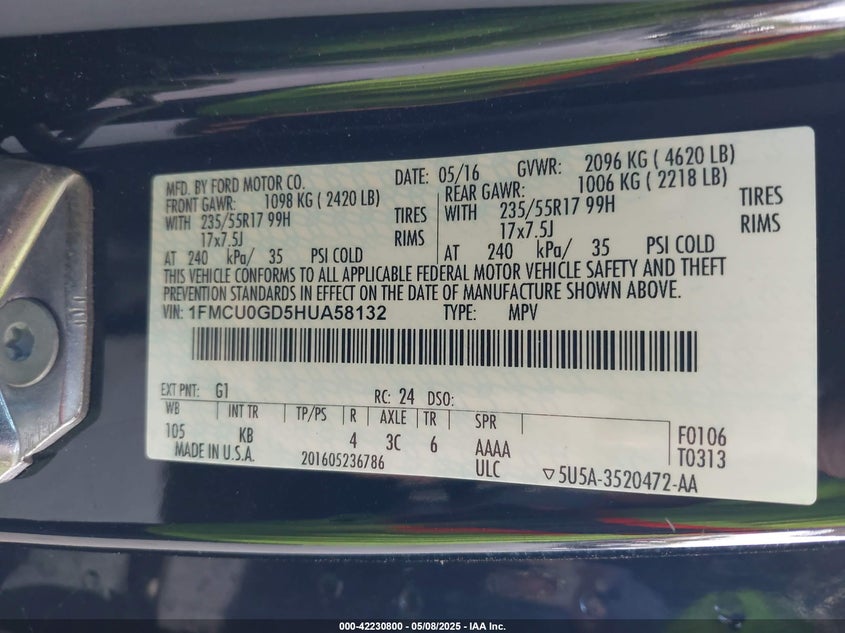 MFD. BY FORD MOTOR CO. DATE: 05/16 GVWR: 2096 KG ( 4620 LB)
FRONT GAWR: 1098 KG ( 2420 LB) REAR GAWR: 1006 KG ( 2218 LB)
WITH 235/55R17 99H TIRES WITH 235/55R17 99H TIRES
17x7.5J RIMS 17x7.5J RIMS
AT 240 kPa/ 35 PSI COLD AT 240 kPa/ 35 PSI COLD
THIS VEHICLE CONFORMS TO ALL APPLICABLE FEDERAL MOTOR VEHICLE SAFETY AND THEFT
PREVENTION STANDARDS IN EFFECT ON THE DATE OF MANUFACTURE SHOWN ABOVE.
VIN: 1FMCU0GD5HUA58132 TYPE: MPV
EXT PNT: G1 RC: 24 DSO:
WB INT TR TP/PS R AXLE TR SPR
105 KB 4 3C 6 AAAA F0106
MADE IN U.S.A. 201605236786 ULC T0313
▽5U5A-3520472-AA
000-42230800 - 05/08/2025 - IAA Inc.